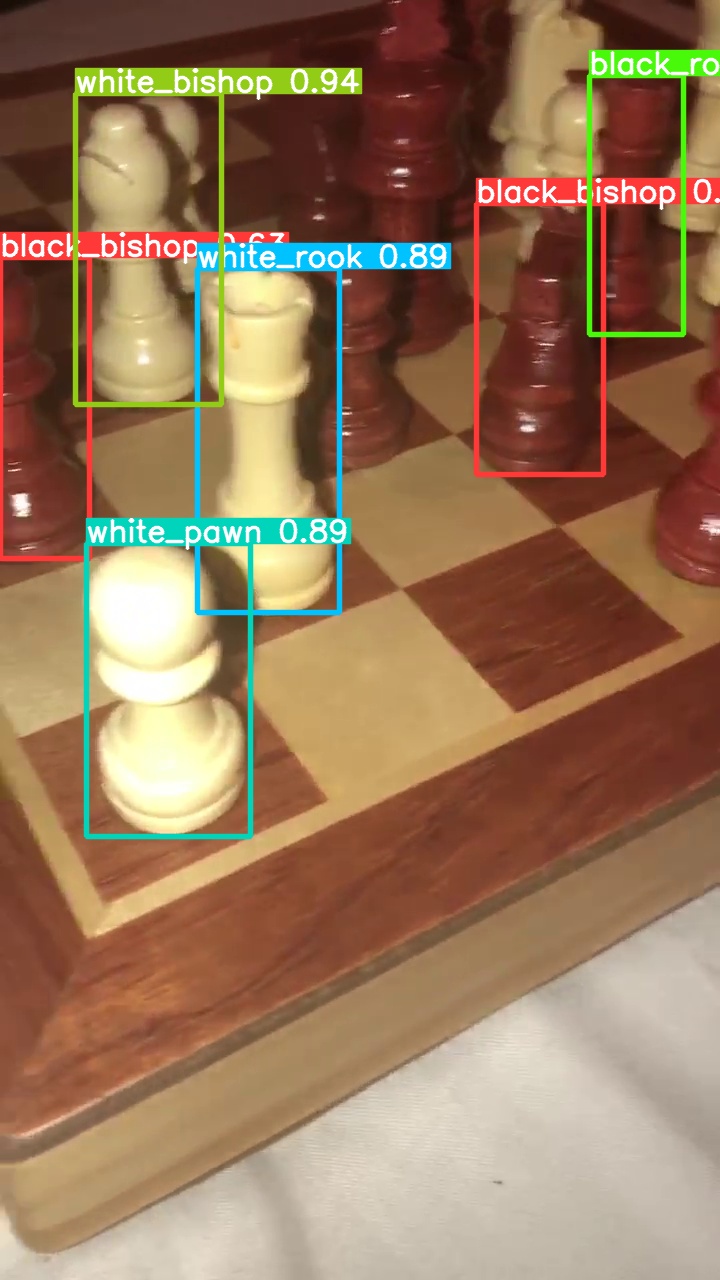 white_bishop 0.94
black_ro
black_bishop 0.
black_bishop 0.63
white_rook 0.89
white_pawn 0.89